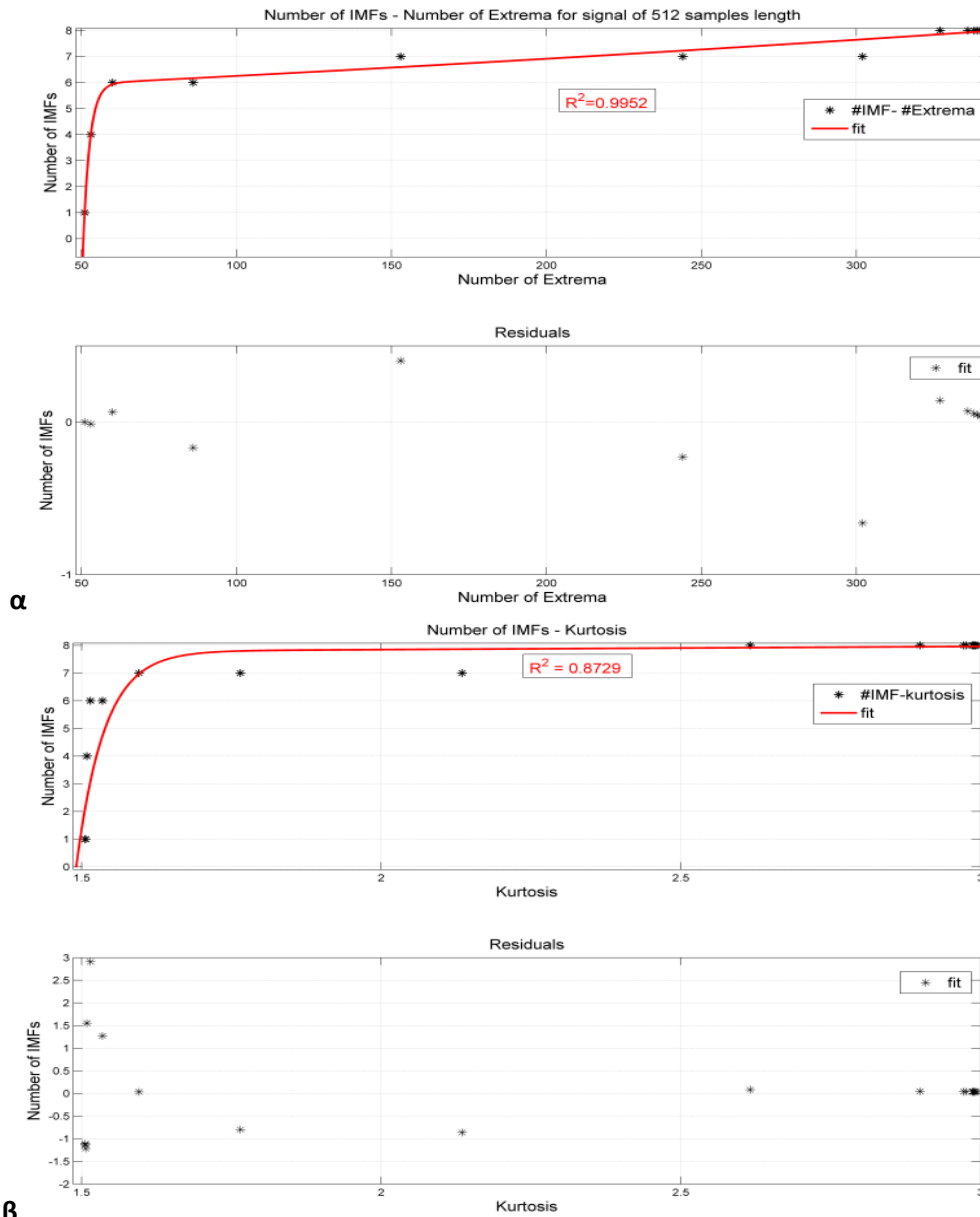 Number of IMFs - Number of Extrema for signal of 512 samples length
8
7
6
5
4
3
2
1
0
Number of IMFs
R²=0.9952
#IMF- #Extrema
fit
50 100 150 200 250 300
Number of Extrema
Residuals
0
-1
Number of IMFs
fit
50 100 150 200 250 300
Number of Extrema
α
Number of IMFs - Kurtosis
8
7
6
5
4
3
2
1
0
Number of IMFs
R² = 0.8729
#IMF-kurtosis
fit
1.5 2 2.5 3
Kurtosis
Residuals
3
2.5
2
1.5
1
0.5
0
-0.5
-1
-1.5
-2
Number of IMFs
fit
1.5 2 2.5 3
Kurtosis
β